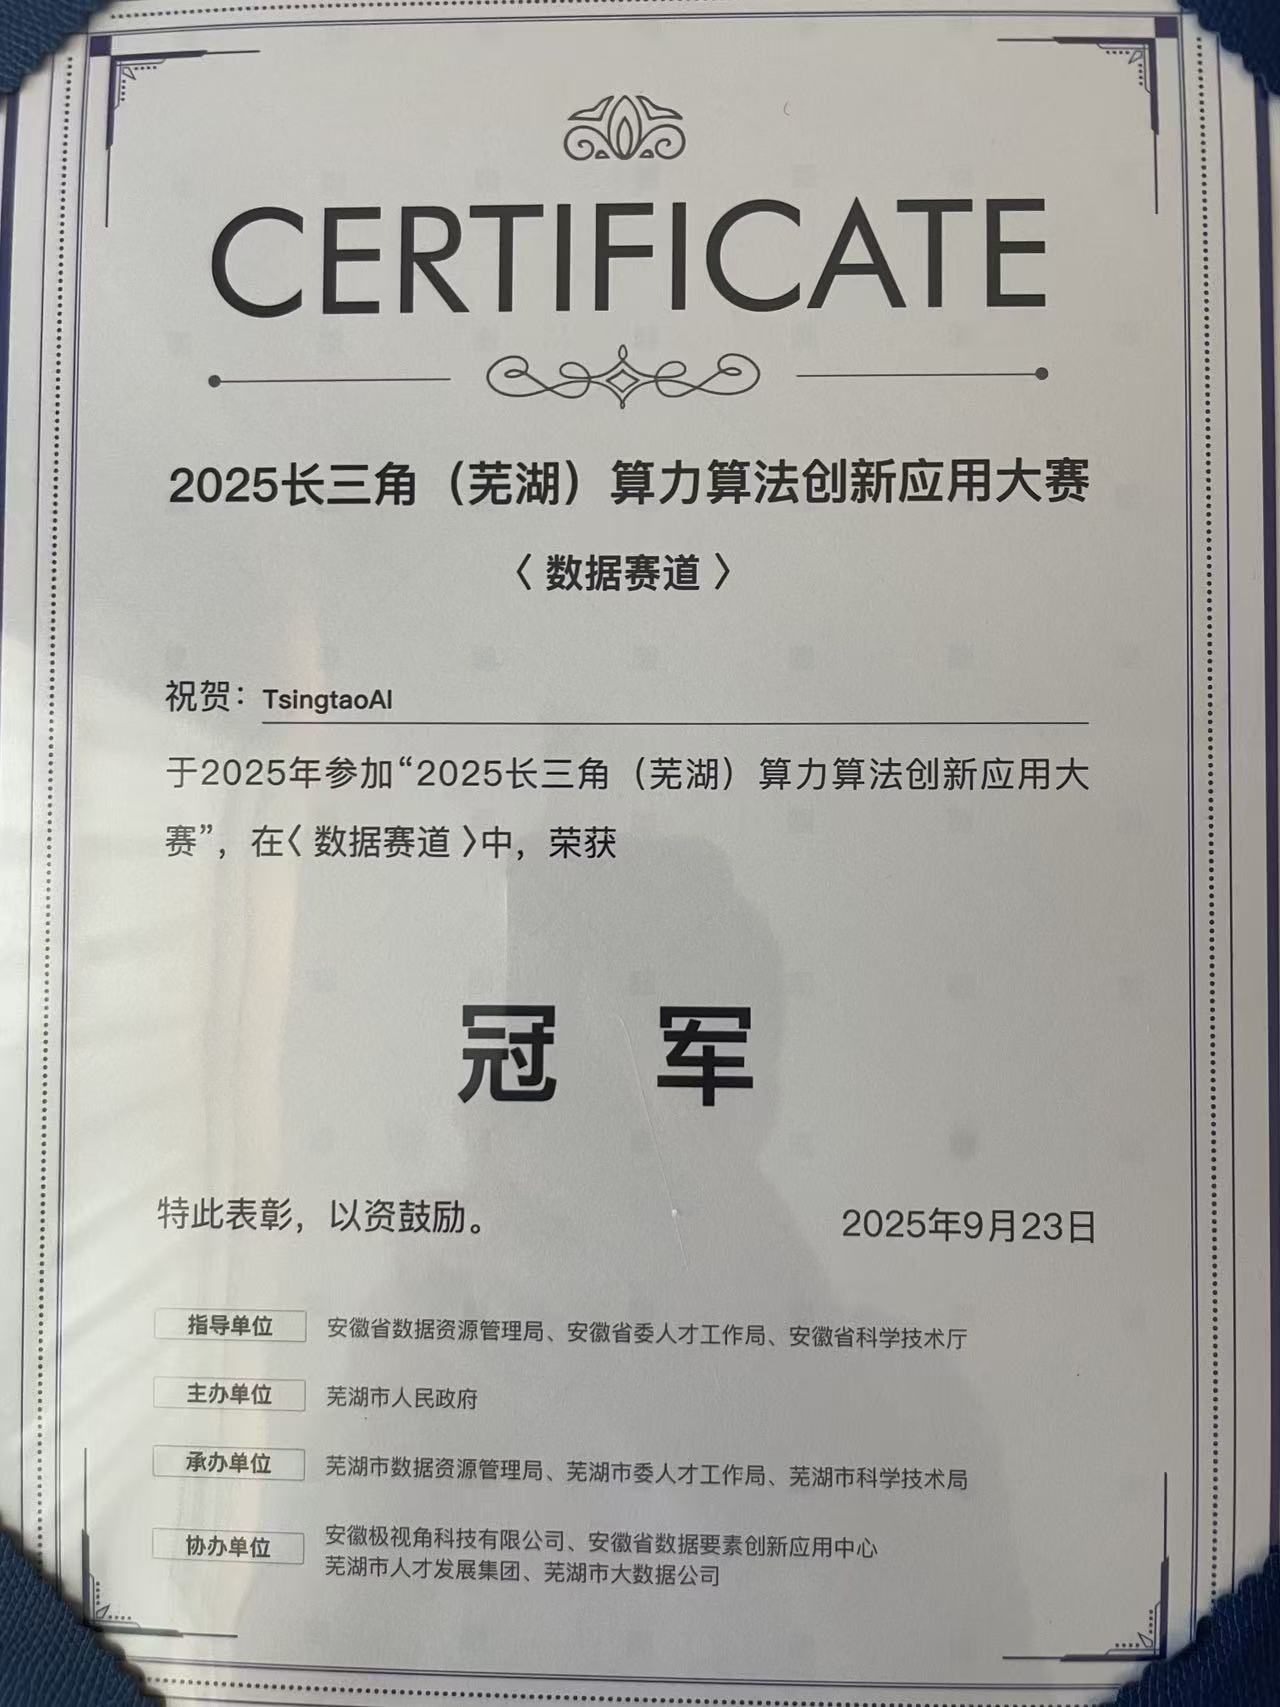 CERTIFICATE
2025长三角（芜湖）算力算法创新应用大赛
〈 数据赛道 〉
祝贺：TsingtaoAI
于2025年参加“2025长三角（芜湖）算力算法创新应用大
赛”，在〈 数据赛道 〉中，荣获
冠 军
特此表彰，以资鼓励。 2025年9月23日
指导单位 安徽省数据资源管理局、安徽省委人才工作局、安徽省科学技术厅
主办单位 芜湖市人民政府
承办单位 芜湖市数据资源管理局、芜湖市委人才工作局、芜湖市科学技术局
协办单位 安徽极视角科技有限公司、安徽省数据要素创新应用中心
芜湖市人才发展集团、芜湖市大数据公司